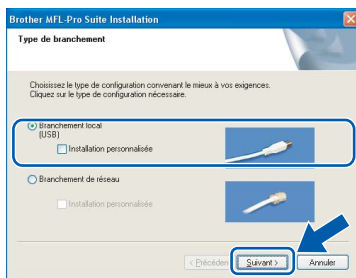 Brother MFL-Pro Suite Installation
Type de branchement
Choisissez le type de configuration convenant le mieux à vos exigences.
Cliquez sur le type de configuration nécessaire.
Branchement local
(USB)
Installation personnalisée
Branchement de réseau
Installation personnalisée
< Précéden
Suivant >
Annuler